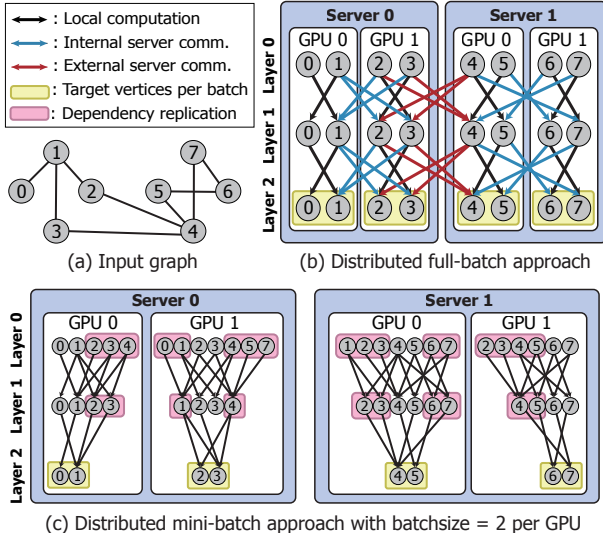 : Local computation
: Internal server comm.
: External server comm.
: Target vertices per batch
: Dependency replication
0 1 2 3 4 5 6 7
(a) Input graph
Server 0 Server 1
GPU 0 GPU 1 GPU 0 GPU 1
Layer 0 0 1 2 3 4 5 6 7
Layer 1 0 1 2 3 4 5 6 7
Layer 2 0 1 2 3 4 5 6 7
(b) Distributed full-batch approach
Server 0 Server 1
GPU 0 GPU 1 GPU 0 GPU 1
Layer 0 0 1 2 3 4 0 1 2 3 4 5 7 1 2 3 4 5 6 7 2 3 4 5 6 7
Layer 1 0 1 2 3 1 2 3 4 2 3 4 5 6 7 4 5 6 7
Layer 2 0 1 2 3 4 5 6 7
(c) Distributed mini-batch approach with batchsize = 2 per GPU